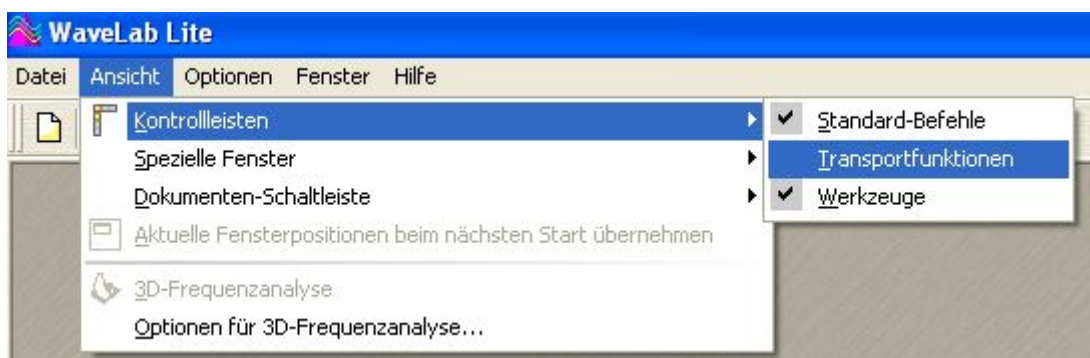 WaveLab Lite
Datei Ansicht Optionen Fenster Hilfe
Kontrollleisten
Spezielle Fenster
Dokumenten-Schaltleiste
Aktuelle Fensterpositionen beim nächsten Start übernehmen
3D-Frequenzanalyse
Optionen für 3D-Frequenzanalyse...
Standard-Befehle
Transportfunktionen
Werkzeuge